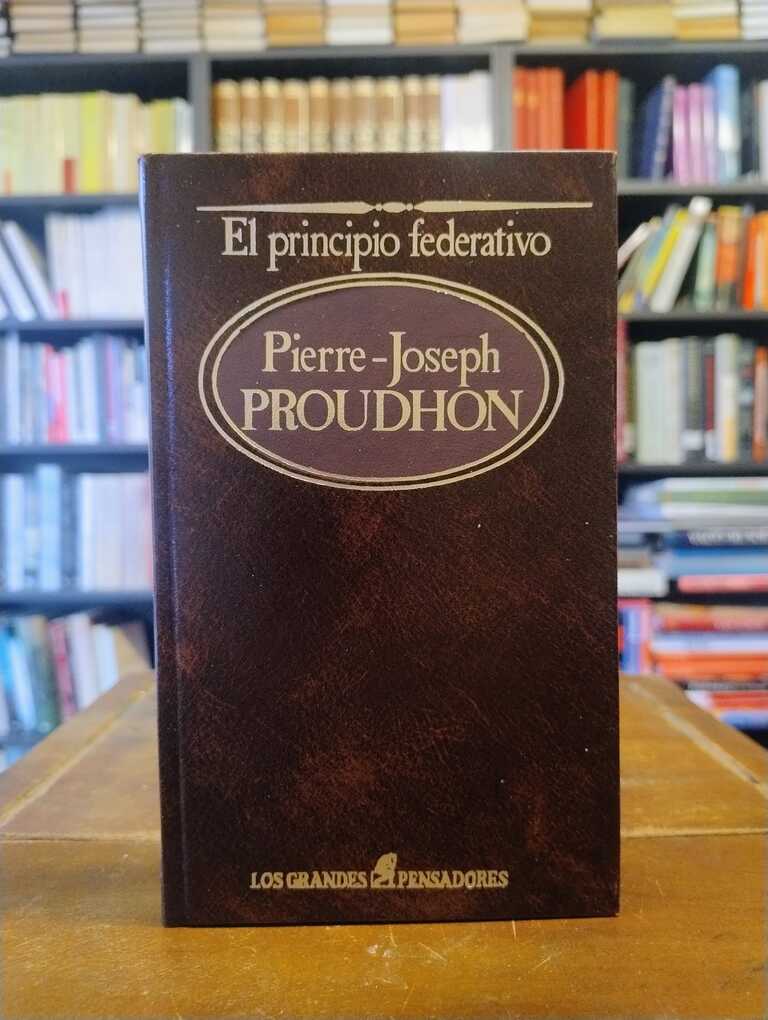 El principio federativo
Pierre-Joseph
PROUDHON
LOS GRANDES PENSADORES